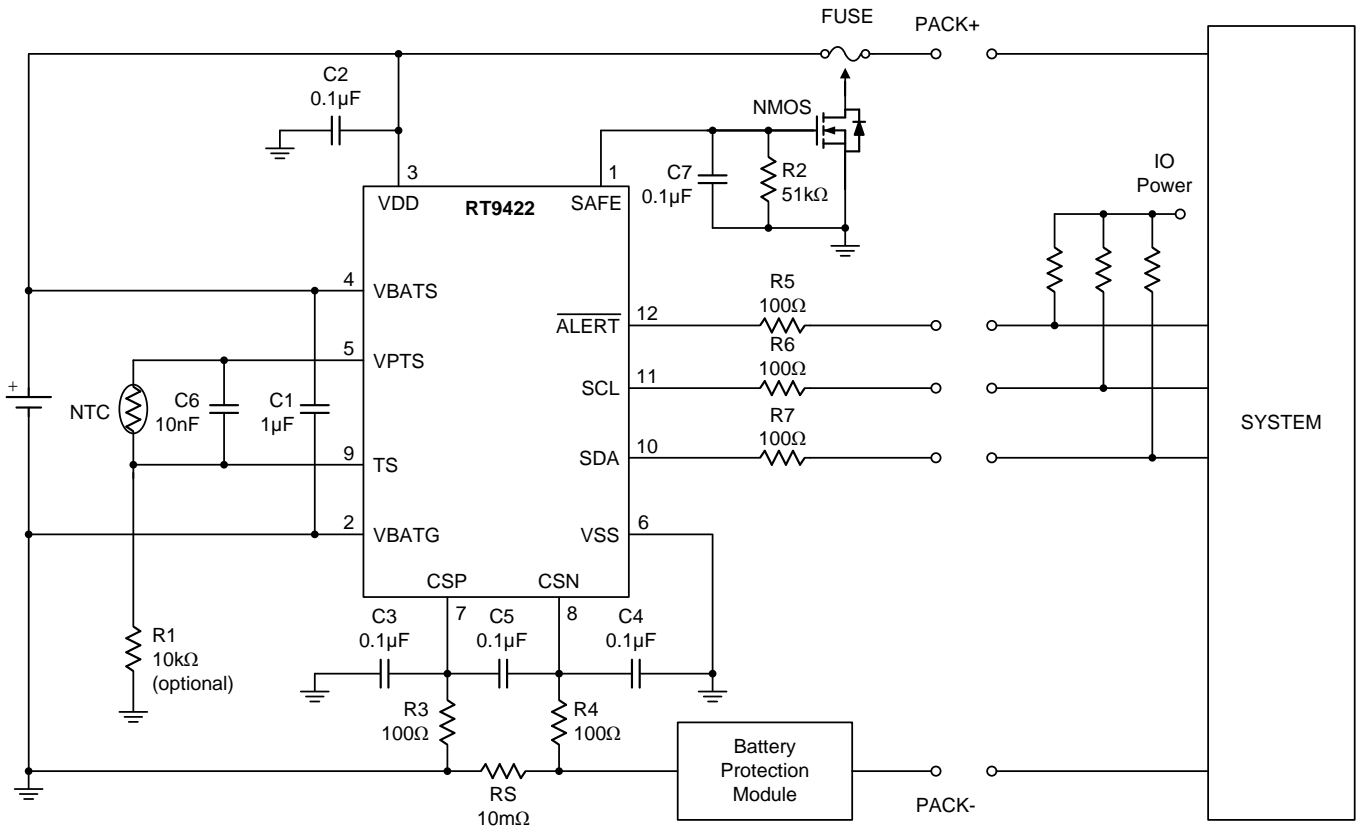 FUSE
PACK+
C2
0.1µF
NMOS
3
1
C7
0.1µF
R2
51kΩ
IO
Power
VDD
RT9422
SAFE
4
VBATS
R5
100Ω
ALERT
12
5
VPTS
R6
100Ω
+
NTC
C6
10nF
C1
1µF
SCL
11
SYSTEM
R7
100Ω
9
TS
SDA
10
2
VBATG
VSS
6
CSP
CSN
7
8
C3
0.1µF
C5
0.1µF
C4
0.1µF
R1
10kΩ
(optional)
R3
100Ω
R4
100Ω
Battery
Protection
Module
RS
10mΩ
PACK-